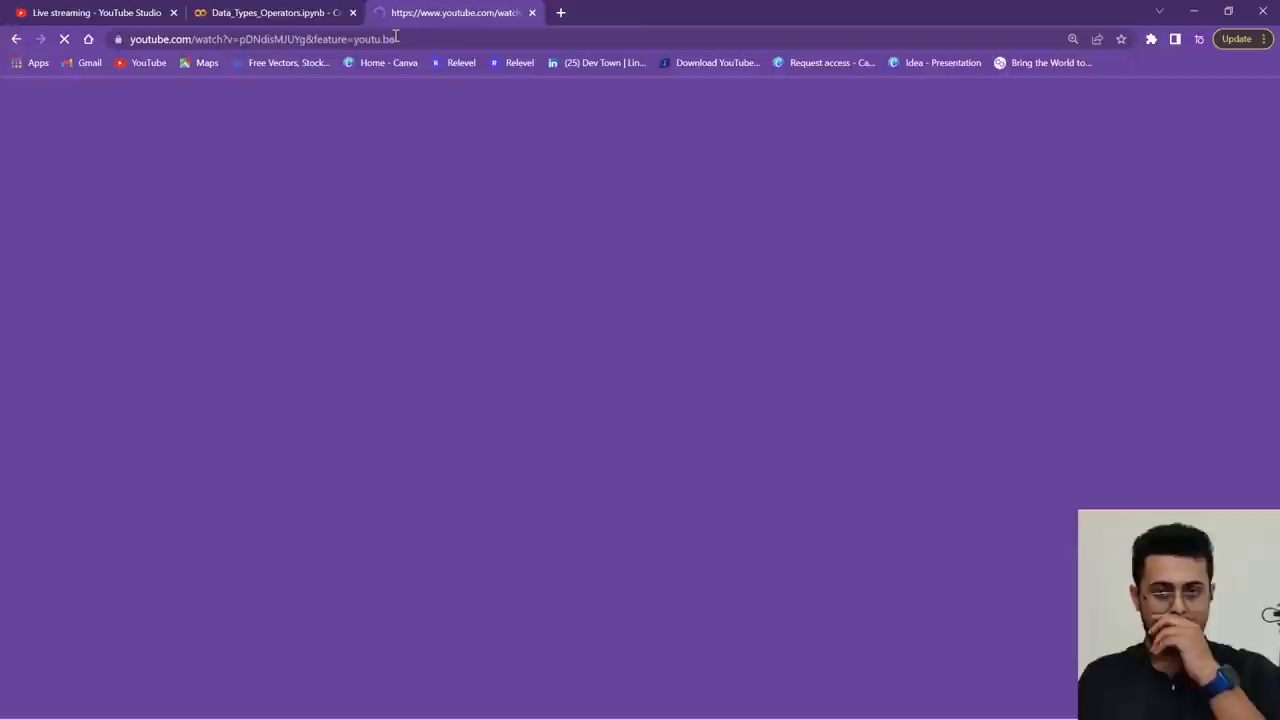 Live streaming - YouTube Studio
Data_Types_Operators.ipynb - C
https://www.youtube.com/watch
youtube.com/watch?v=pDNdisMJUYg&feature=youtu.be
Update
Apps
Gmail
YouTube
Maps
Free Vectors, Stock...
Home - Canva
Relevel
Relevel
(25) Dev Town | Lin...
Download YouTube...
Request access - Ca...
Idea - Presentation
Bring the World to...